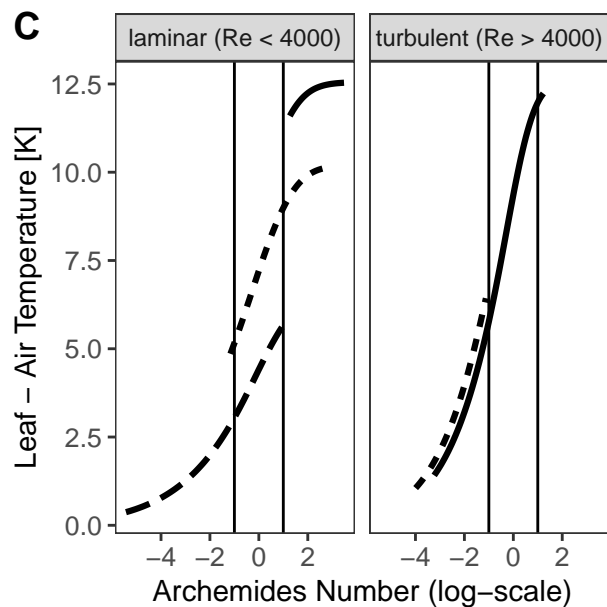 C
laminar (Re < 4000)
turbulent (Re > 4000)
Leaf − Air Temperature [K]
12.5
10.0
7.5
5.0
2.5
0.0
−4 −2 0 2
−4 −2 0 2
Archemides Number (log−scale)